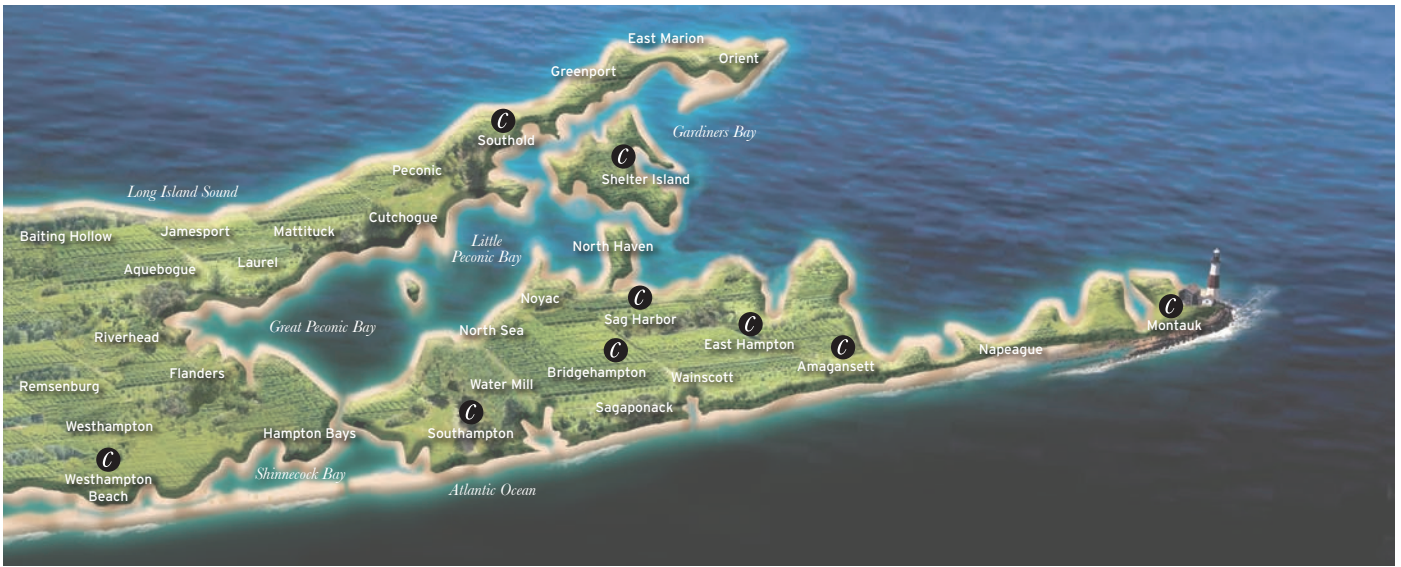 East Marion
Orient
Greenport
C
Southold
Gardiners Bay
C
Shelter Island
Peconic
Long Island Sound
Cutchogue
Baiting Hollow
Jamesport
Mattituck
Little
Peconic Bay
North Haven
Aquebogue
Laurel
Noyac
C
Sag Harbor
Great Peconic Bay
North Sea
C
East Hampton
C
Montauk
Riverhead
C
Bridgehampton
C
Amagansett
Napeague
Flanders
Remsenburg
Water Mill
Wainscott
C
Southampton
Sagaponack
Westhampton
Hampton Bays
C
Westhampton
Beach
Shinnecock Bay
Atlantic Ocean